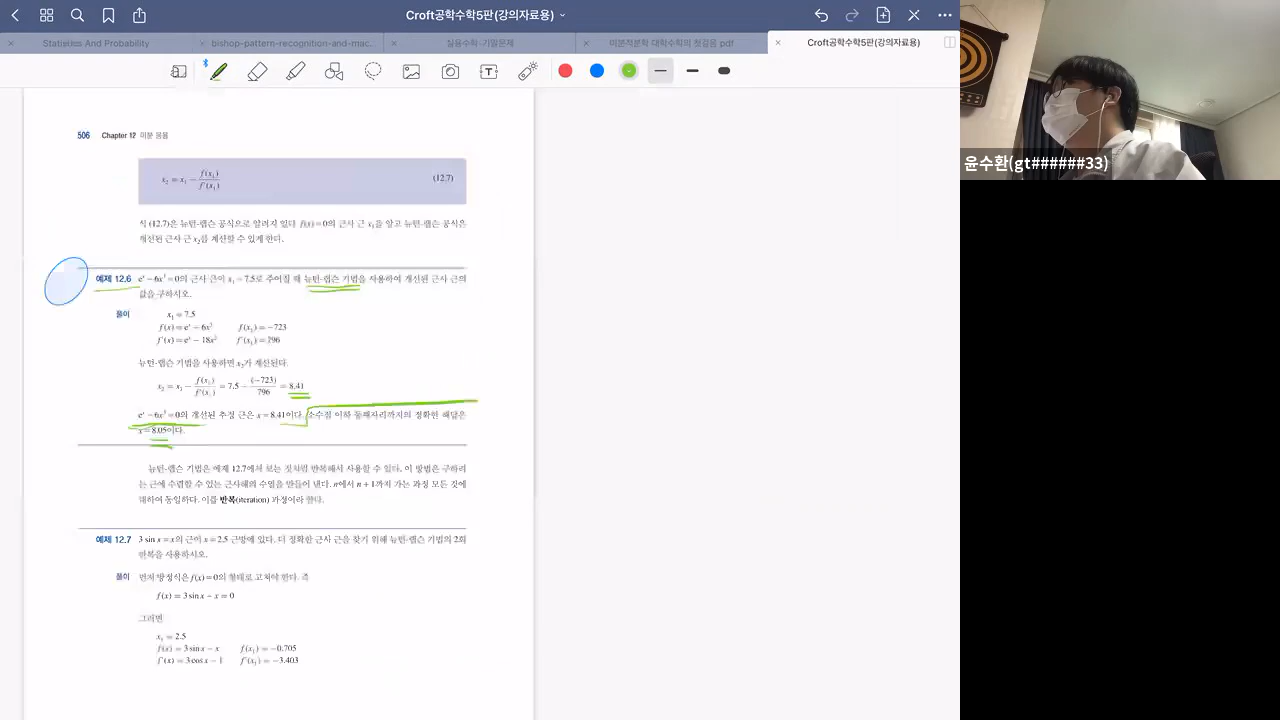 Croft공학수학5판(강의자료용)
Statistics And Probability
bishop-pattern-recognition-and-mac...
실용수학-기말문제
미분적분학 대학수학의 첫걸음.pdf
Croft공학수학5판(강의자료용)
윤수환(gt######33)
506 Chapter 12 미분 응용
x₂ = x₁ − f(x₁)/f′(x₁) (12.7)
식 (12.7)은 뉴턴-랩슨 공식으로 알려져 있다. f(x)=0의 근사 근 x₁을 알고 뉴턴-랩슨 공식은
개선된 근사 근 x₂를 계산할 수 있게 한다.
예제 12.6 eˣ − 6x³ = 0의 근사 근이 x₁ = 7.5로 주어질 때 뉴턴-랩슨 기법을 사용하여 개선된 근사 근의
값을 구하시오.
풀이 x₁ = 7.5
f(x) = eˣ − 6x³ f(x₁) = −723
f′(x) = eˣ − 18x² f′(x₁) = 796
뉴턴-랩슨 기법을 사용하면 x₂가 계산된다.
x₂ = x₁ − f(x₁)/f′(x₁) = 7.5 − (−723)/796 = 8.41
eˣ − 6x³ = 0의 개선된 추정 근은 x = 8.41이다. 소수점 이하 둘째자리까지의 정확한 해답은
x = 8.05이다.
뉴턴-랩슨 기법은 예제 12.7에서 보는 것처럼 반복해서 사용할 수 있다. 이 방법은 구하려
는 근에 수렴할 수 있는 근사해의 수열을 만들어 낸다. n에서 n + 1까지 가는 과정 모든 것에
대하여 동일하다. 이를 반복(iteration) 과정이라 한다.
예제 12.7 3 sin x = x의 근이 x = 2.5 근방에 있다. 더 정확한 근사 근을 찾기 위해 뉴턴-랩슨 기법의 2회
반복을 사용하시오.
풀이 먼저 방정식은 f(x) = 0의 형태로 고쳐야 한다. 즉
f(x) = 3 sin x − x = 0
그러면
x₁ = 2.5
f(x) = 3 sin x − x f(x₁) = −0.705
f′(x) = 3 cos x − 1 f′(x₁) = −3.403